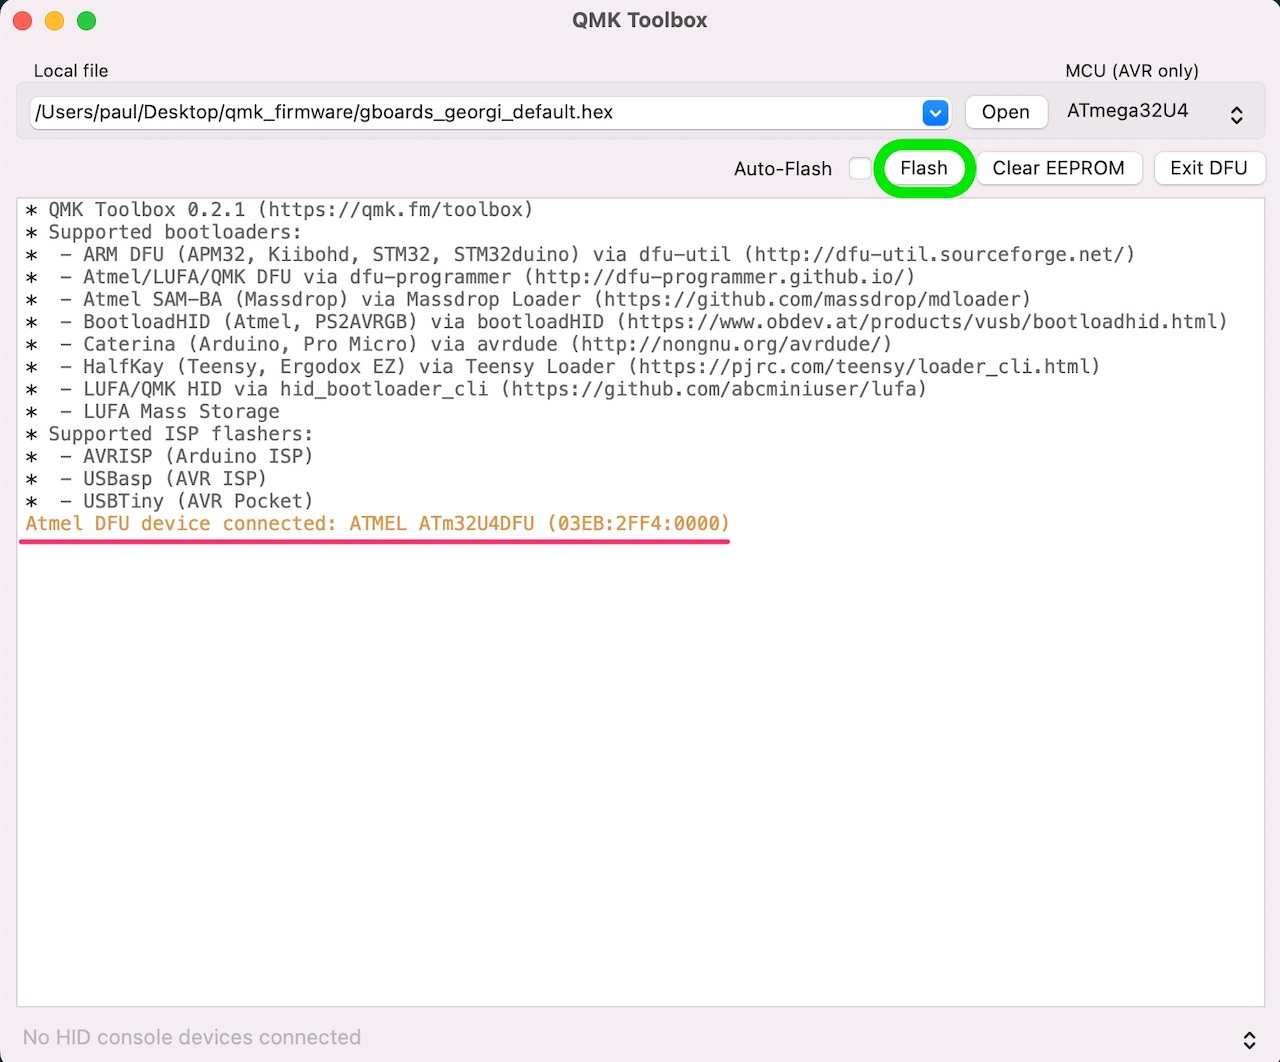 QMK Toolbox
Local file
MCU (AVR only)
/Users/paul/Desktop/qmk_firmware/gboards_georgi_default.hex
Open
ATmega32U4
Auto-Flash
Flash
Clear EEPROM
Exit DFU
* QMK Toolbox 0.2.1 (https://qmk.fm/toolbox)
* Supported bootloaders:
*  – ARM DFU (APM32, Kiibohd, STM32, STM32duino) via dfu-util (http://dfu-util.sourceforge.net/)
*  – Atmel/LUFA/QMK DFU via dfu-programmer (http://dfu-programmer.github.io/)
*  – Atmel SAM-BA (Massdrop) via Massdrop Loader (https://github.com/massdrop/mdloader)
*  – BootloadHID (Atmel, PS2AVRGB) via bootloadHID (https://www.obdev.at/products/vusb/bootloadhid.html)
*  – Caterina (Arduino, Pro Micro) via avrdude (http://nongnu.org/avrdude/)
*  – HalfKay (Teensy, Ergodox EZ) via Teensy Loader (https://pjrc.com/teensy/loader_cli.html)
*  – LUFA/QMK HID via hid_bootloader_cli (https://github.com/abcminiuser/lufa)
*  – LUFA Mass Storage
* Supported ISP flashers:
*  – AVRISP (Arduino ISP)
*  – USBasp (AVR ISP)
*  – USBTiny (AVR Pocket)
Atmel DFU device connected: ATMEL ATm32U4DFU (03EB:2FF4:0000)
No HID console devices connected